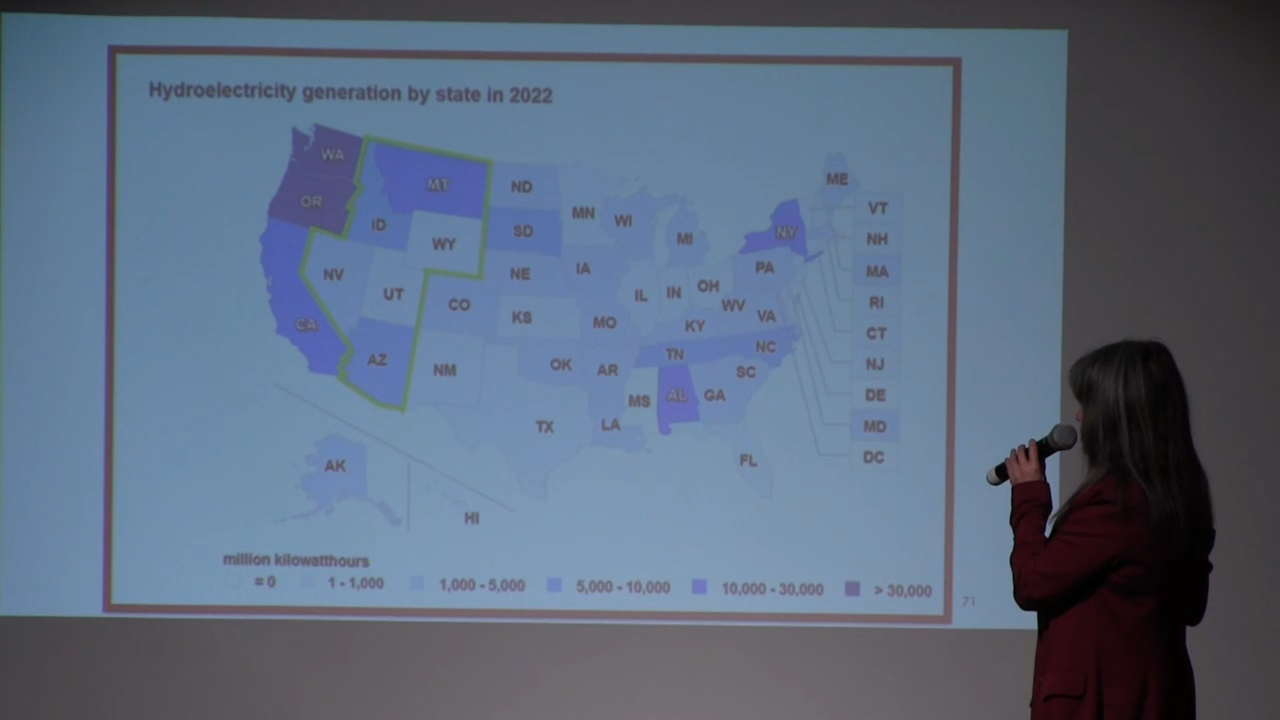 Hydroelectricity generation by state in 2022
WA
MT
ND
ME
OR
ID
MN
WI
VT
SD
NY
NH
WY
MI
NV
NE
IA
PA
MA
UT
IL
IN
OH
CO
WV
RI
KS
MO
KY
VA
CA
CT
AZ
NM
OK
AR
TN
NC
SC
NJ
MS
AL
GA
DE
TX
LA
MD
AK
FL
DC
HI
million kilowatthours
= 0 1 - 1,000 1,000 - 5,000 5,000 - 10,000 10,000 - 30,000 > 30,000
71